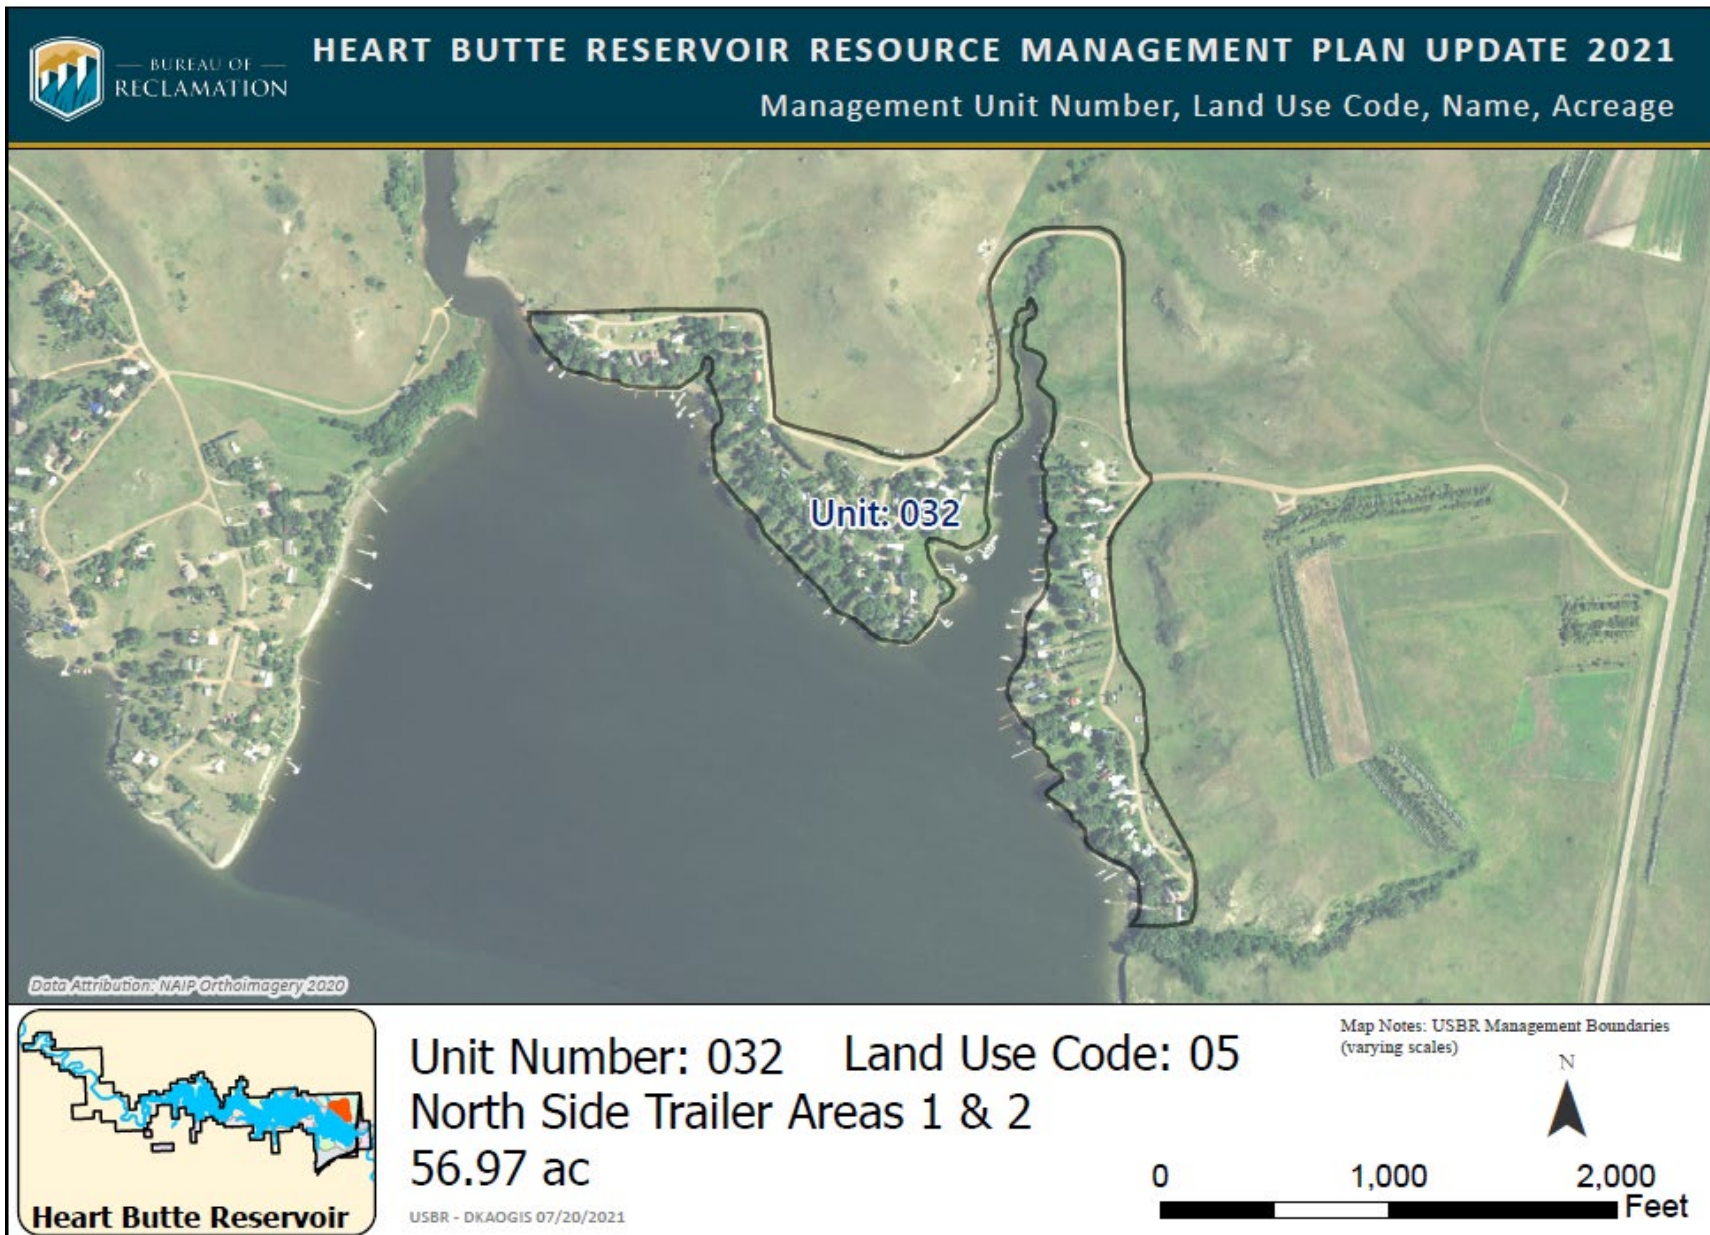 BUREAU OF
RECLAMATION
HEART BUTTE RESERVOIR RESOURCE MANAGEMENT PLAN UPDATE 2021
Management Unit Number, Land Use Code, Name, Acreage
Unit: 032
Data Attribution: NAIP Orthoimagery 2020
Heart Butte Reservoir
Unit Number: 032 Land Use Code: 05
North Side Trailer Areas 1 & 2
56.97 ac
USBR - DKAOGIS 07/20/2021
Map Notes: USBR Management Boundaries
(varying scales)
N
0 1,000 2,000
Feet